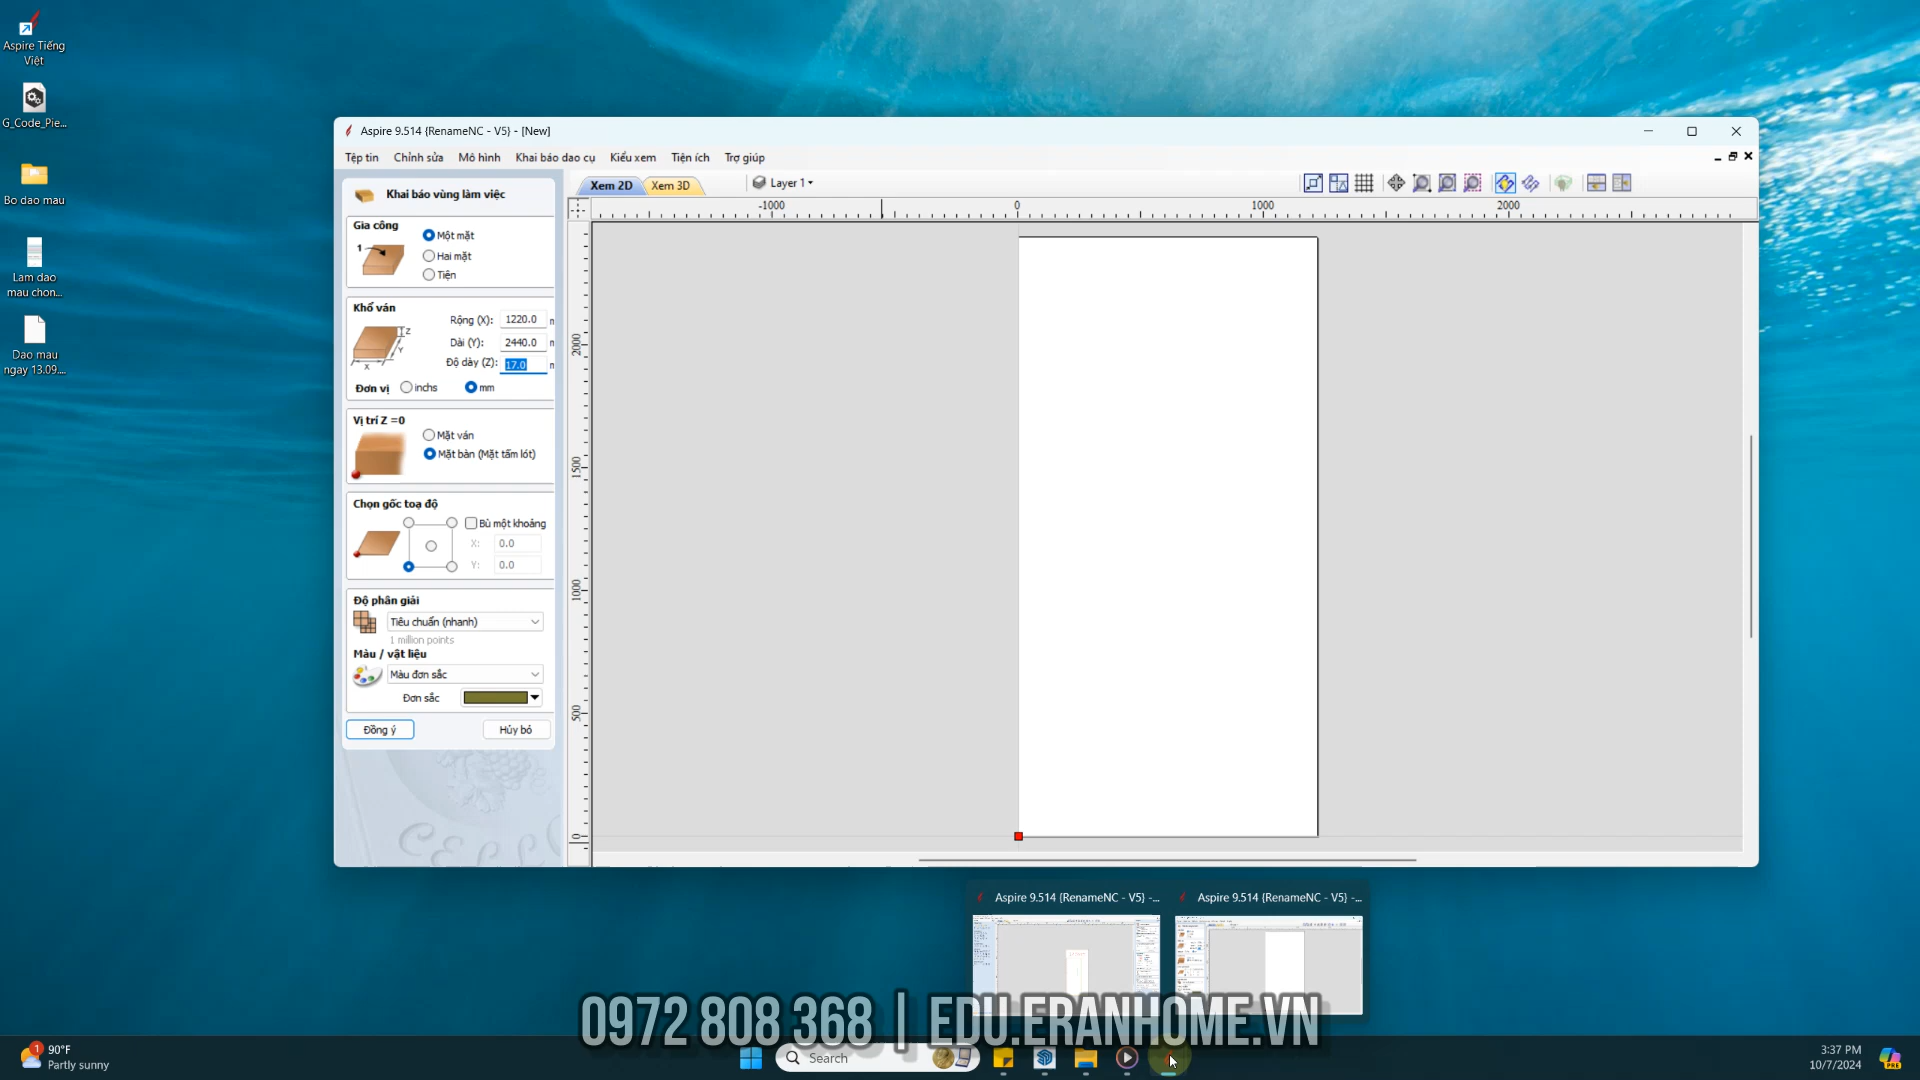 Aspire Tiếng
Việt
G_Code_Pie...
Bo dao mau
Lam dao
mau chon...
Dao mau
ngay 13.09....
Aspire 9.514 {RenameNC - V5} - [New]
Tệp tin Chỉnh sửa Mô hình Khai báo dao cụ Kiểu xem Tiện ích Trợ giúp
Khai báo vùng làm việc
Xem 2D Xem 3D Layer 1
-1000 0 1000 2000
Gia công
1
Một mặt
Hai mặt
Tiện
Khổ ván
Rộng (X): 1220.0
Dài (Y): 2440.0
Độ dày (Z): 17.0
Z
Y
X
Đơn vị inchs mm
Vị trí Z =0
Mặt ván
Mặt bàn (Mặt tấm lót)
Chọn gốc toạ độ
Bù một khoảng
X: 0.0
Y: 0.0
Độ phân giải
Tiêu chuẩn (nhanh)
1 million points
Màu / vật liệu
Màu đơn sắc
Đơn sắc
Đồng ý Hủy bỏ
2000
1500
1000
500
0
Aspire 9.514 {RenameNC - V5} -... Aspire 9.514 {RenameNC - V5} -...
0972 808 368 | EDU.ERANHOME.VN
1
90°F
Partly sunny
Search
3:37 PM
10/7/2024
PRE